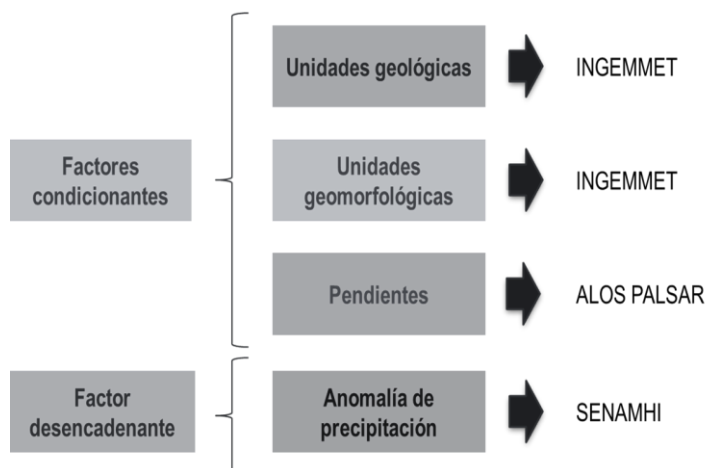 Factores
condicionantes
Unidades geológicas
INGEMMET
Unidades
geomorfológicas
INGEMMET
Pendientes
ALOS PALSAR
Factor
desencadenante
Anomalía de
precipitación
SENAMHI